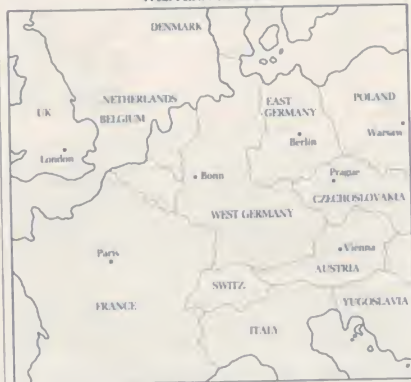 DENMARK
UK
NETHERLANDS
BELGIUM
EAST
GERMANY
POLAND
London
Berlin
Warsaw
Bonn
Prague
CZECHOSLOVAKIA
WEST GERMANY
Paris
Vienna
AUSTRIA
SWITZ
FRANCE
YUGOSLAVIA
ITALY